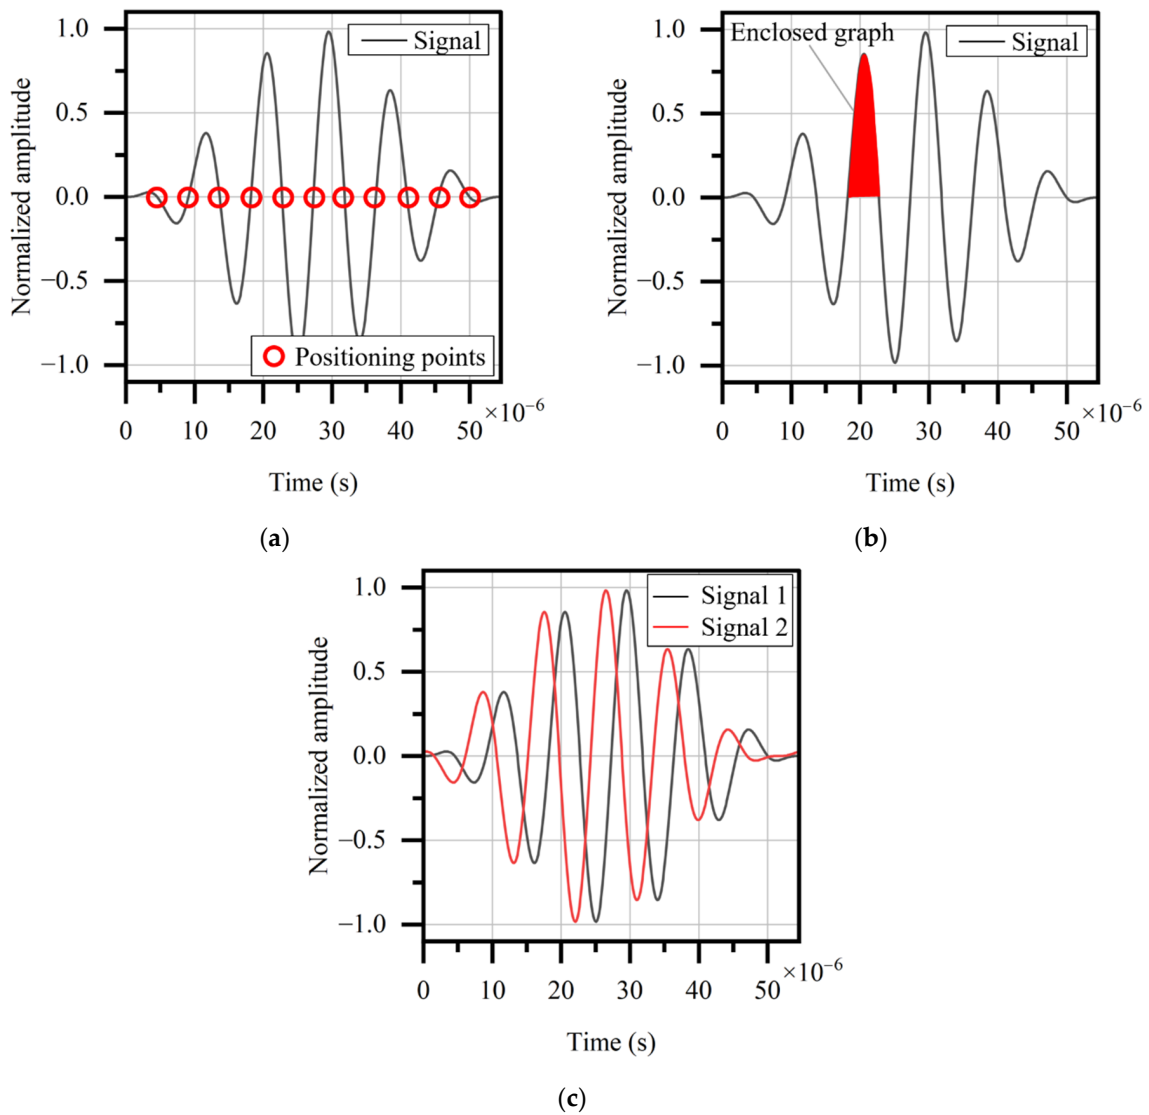 Normalized amplitude
1.0
0.5
0.0
−0.5
−1.0
Signal
Positioning points
×10−6
0 10 20 30 40 50
Time (s)
(a)
Normalized amplitude
1.0
0.5
0.0
−0.5
−1.0
Enclosed graph
Signal
×10−6
0 10 20 30 40 50
Time (s)
(b)
Normalized amplitude
1.0
0.5
0.0
−0.5
−1.0
Signal 1
Signal 2
×10−6
0 10 20 30 40 50
Time (s)
(c)